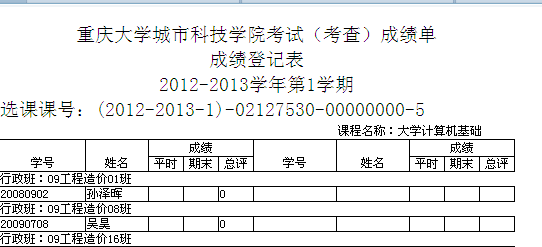 重庆大学城市科技学院考试（考查）成绩单
成绩登记表
2012-2013学年第1学期
选课课号：(2012-2013-1)-02127530-00000000-5
课程名称：大学计算机基础
学号 姓名 成绩 学号 姓名 成绩
平时 期末 总评 平时 期末 总评
行政班：09工程造价01班
20080902 孙泽晖 0
行政班：09工程造价08班
20090708 吴昊 0
行政班：09工程造价16班